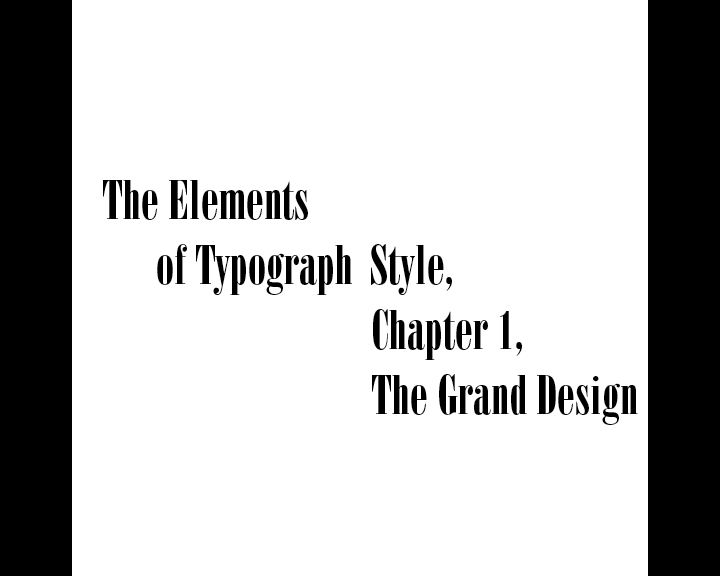 The Elements
of Typograph Style,
Chapter 1,
The Grand Design